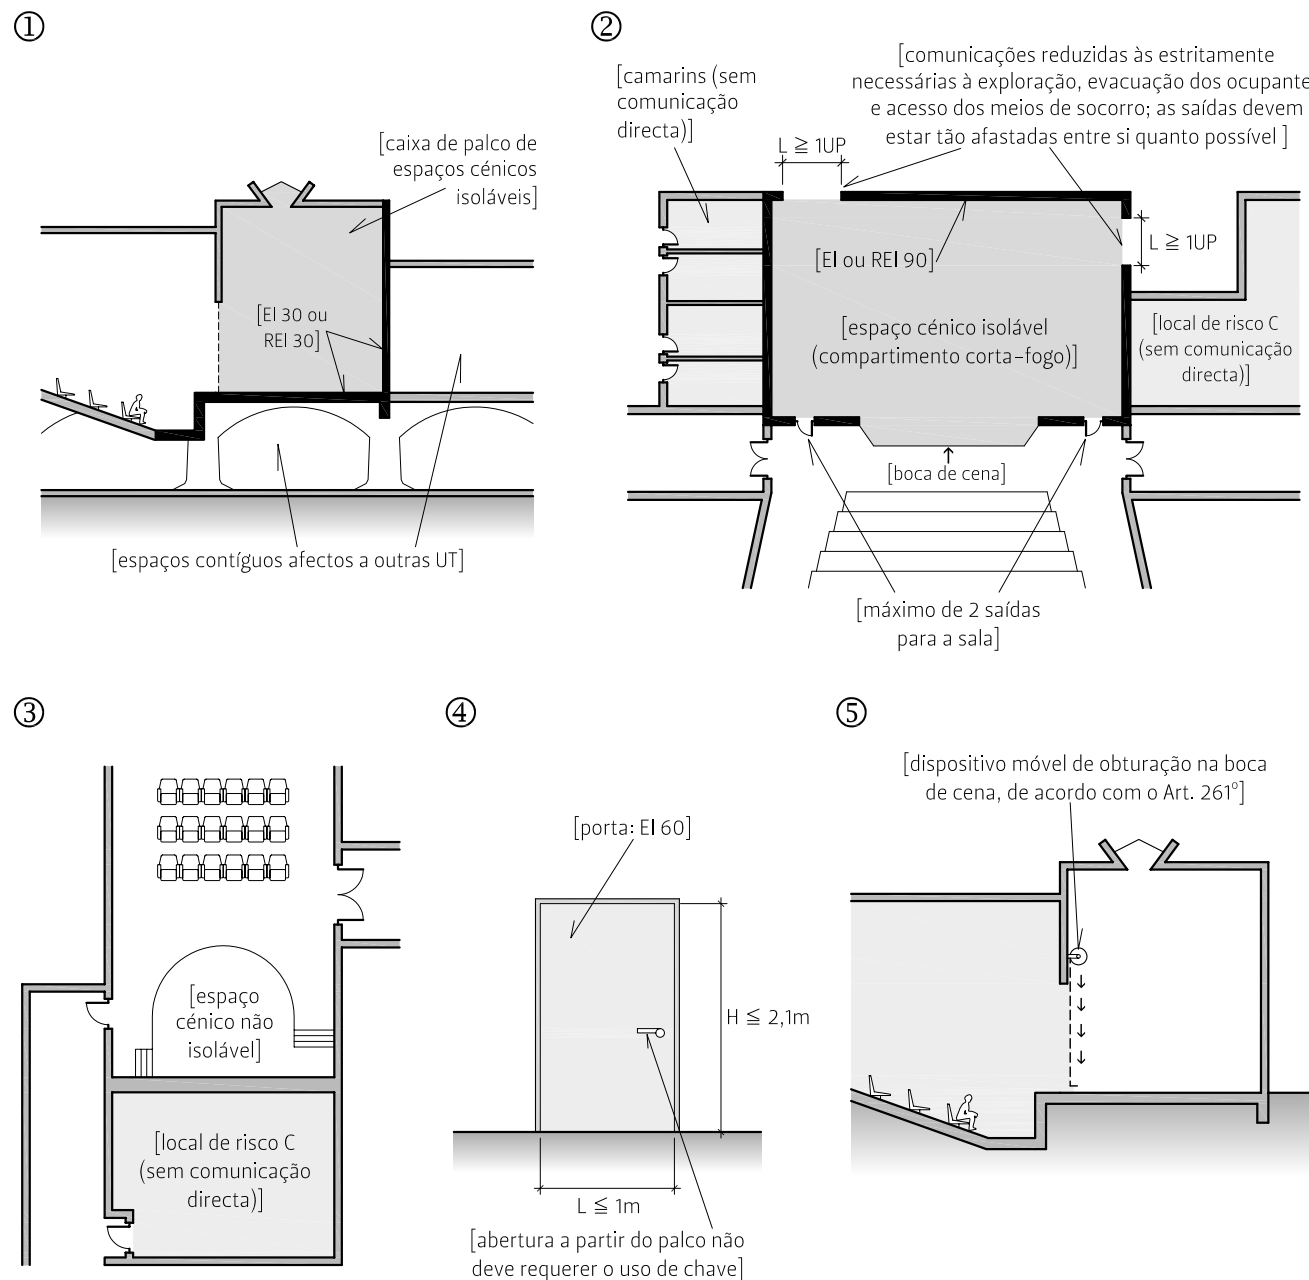 ①
[caixa de palco de
espaços cénicos
isoláveis]
[EI 30 ou
REI 30]
[espaços contíguos afectos a outras UT]
②
[camarins (sem
comunicação
directa)]
[comunicações reduzidas às estritamente
necessárias à exploração, evacuação dos ocupante
e acesso dos meios de socorro; as saídas devem
estar tão afastadas entre si quanto possível ]
L ≧ 1UP
L ≧ 1UP
[EI ou REI 90]
[espaço cénico isolável
(compartimento corta-fogo)]
[local de risco C
(sem comunicação
directa)]
[boca de cena]
[máximo de 2 saídas
para a sala]
③
[espaço
cénico não
isolável]
[local de risco C
(sem comunicação
directa)]
④
[porta: EI 60]
H ≦ 2,1m
L ≦ 1m
[abertura a partir do palco não
deve requerer o uso de chave]
⑤
[dispositivo móvel de obturação na boca
de cena, de acordo com o Art. 261º]